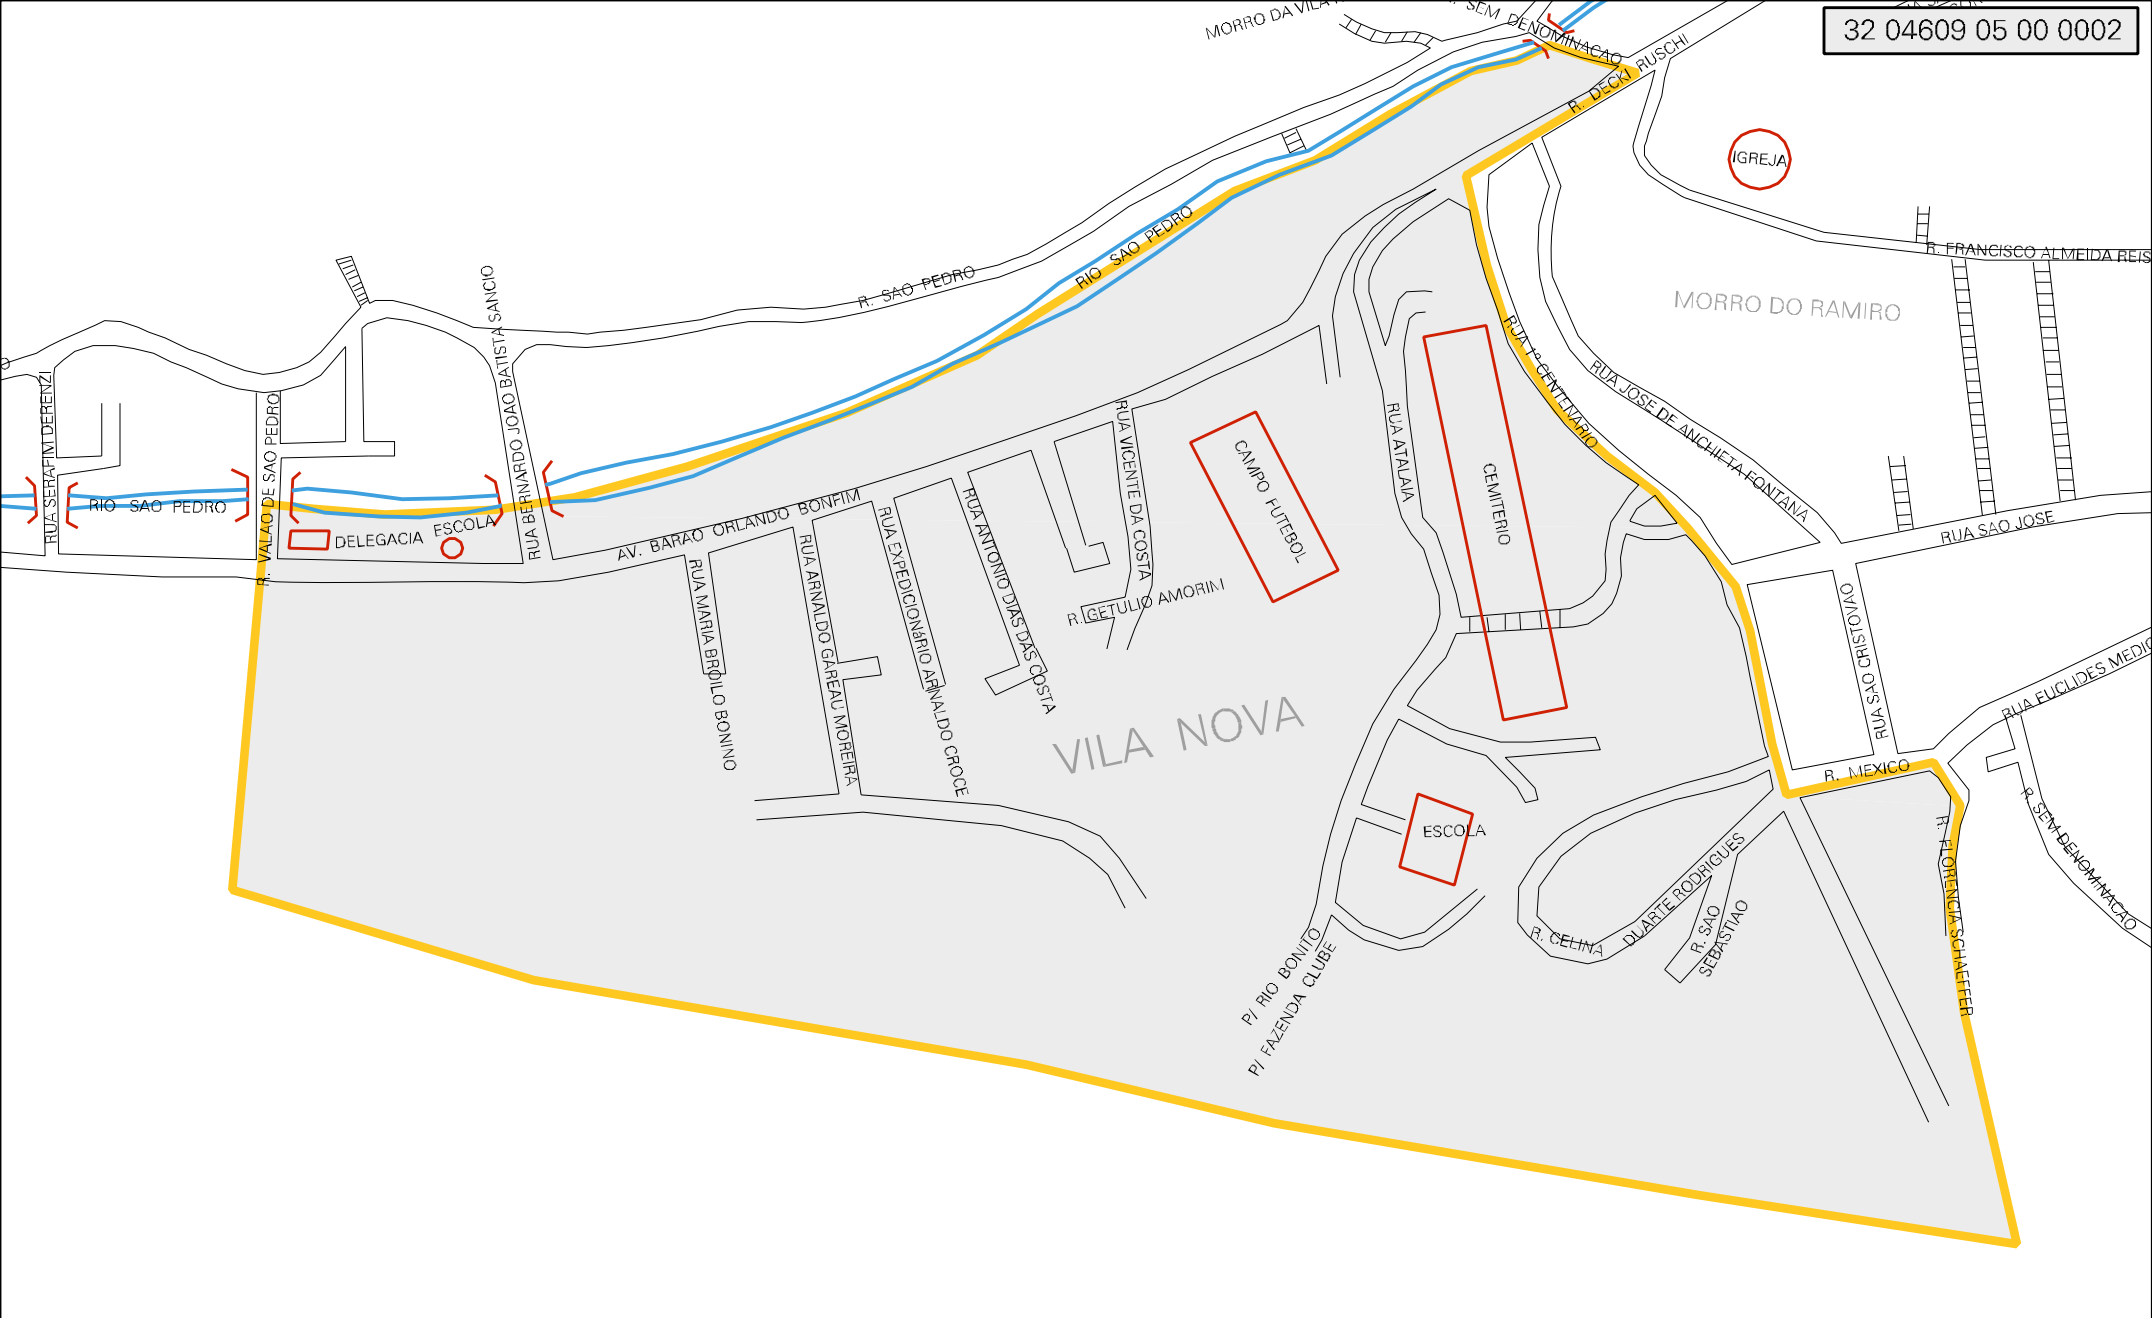 32 04609 05 00 0002
MORRO DA VILA
SEM DENOMINACAO
R. DECKI RUSCHI
IGREJA
R. FRANCISCO ALMEIDA REIS
MORRO DO RAMIRO
RIO SAO PEDRO
R. SAO PEDRO
RUA BERNARDO JOAO BATISTA SANCIO
RUA SERAFIM DERENZI
R. VALAO DE SAO PEDRO
RIO SAO PEDRO
DELEGACIA
ESCOLA
AV. BARAO ORLANDO BONFIM
RUA VICENTE DA COSTA
CAMPO FUTEBOL
RUA ATALAIA
CEMITERIO
RUA 1º CENTENARIO
RUA JOSE DE ANCHIETA FONTANA
RUA SAO JOSE
RUA MARIA BROILO BONINO
RUA ARNALDO GAREAU MOREIRA
RUA EXPEDICIONáRIO ARNALDO CROCE
RUA ANTONIO DIAS DAS COSTA
R. GETULIO AMORIM
VILA NOVA
RUA SAO CRISTOVAO
RUA EUCLIDES MEDIC
R. MEXICO
ESCOLA
R. SEM DENOMINACAO
R. FLORENCIA SCHAEFFER
R. CELINA
DUARTE RODRIGUES
R. SAO
SEBASTIAO
P/ RIO BONITO
P/ FAZENDA CLUBE